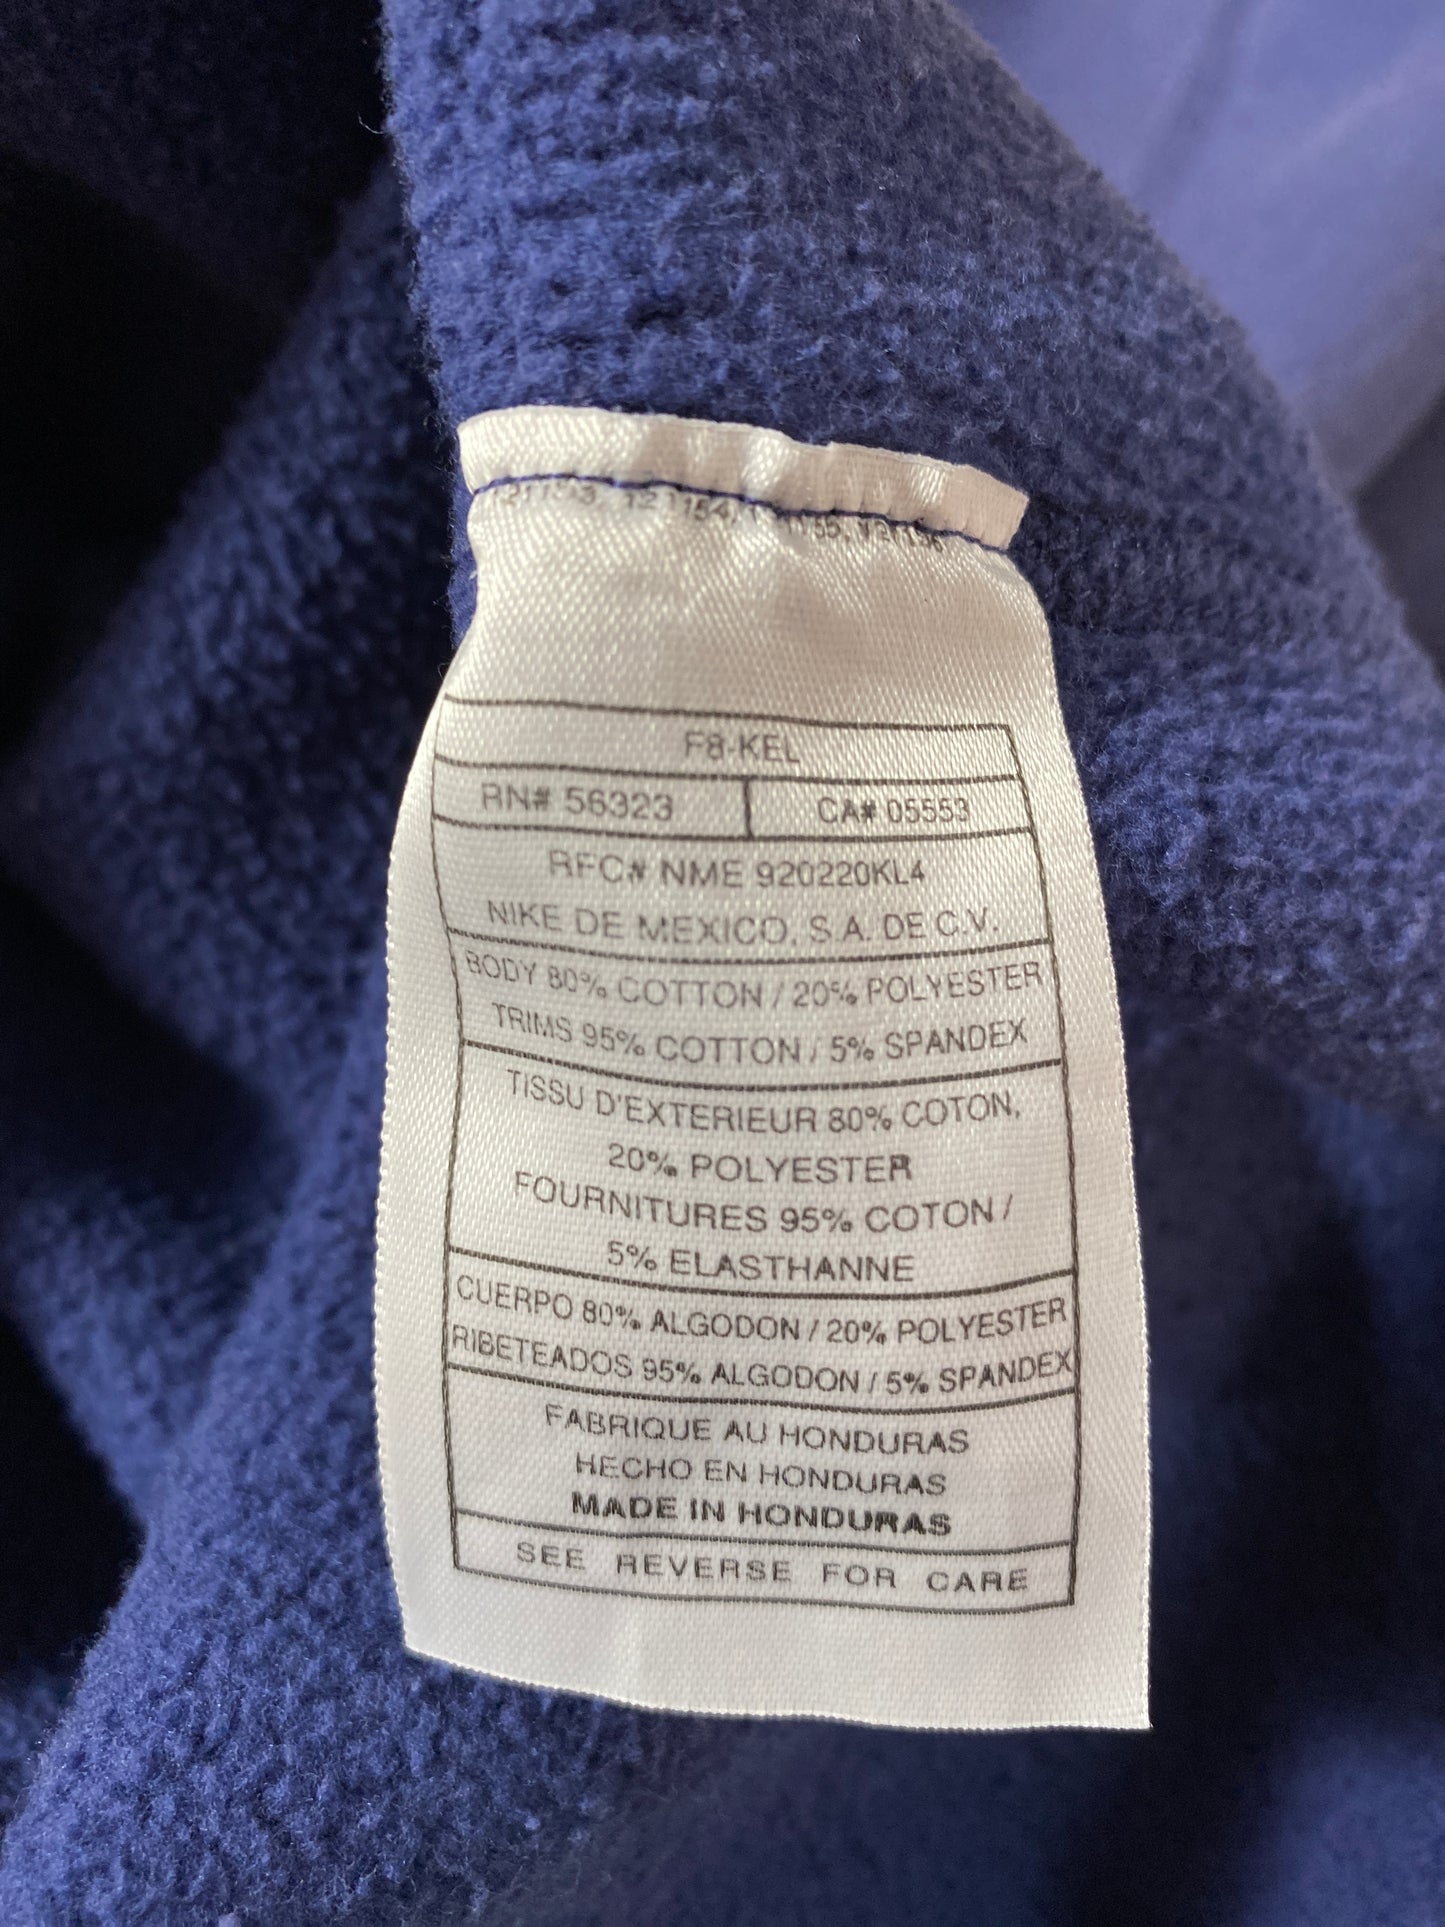 F8-KEL
RN# 56323
CA# 05553
RFC# NME 920220KL4
NIKE DE MEXICO, S.A. DE C.V.
BODY 80% COTTON / 20% POLYESTER
TRIMS 95% COTTON / 5% SPANDEX
TISSU D'EXTERIEUR 80% COTON,
20% POLYESTER
FOURNITURES 95% COTON /
5% ELASTHANNE
CUERPO 80% ALGODON / 20% POLYESTER
RIBETEADOS 95% ALGODON / 5% SPANDEX
FABRIQUE AU HONDURAS
HECHO EN HONDURAS
MADE IN HONDURAS
SEE REVERSE FOR CARE